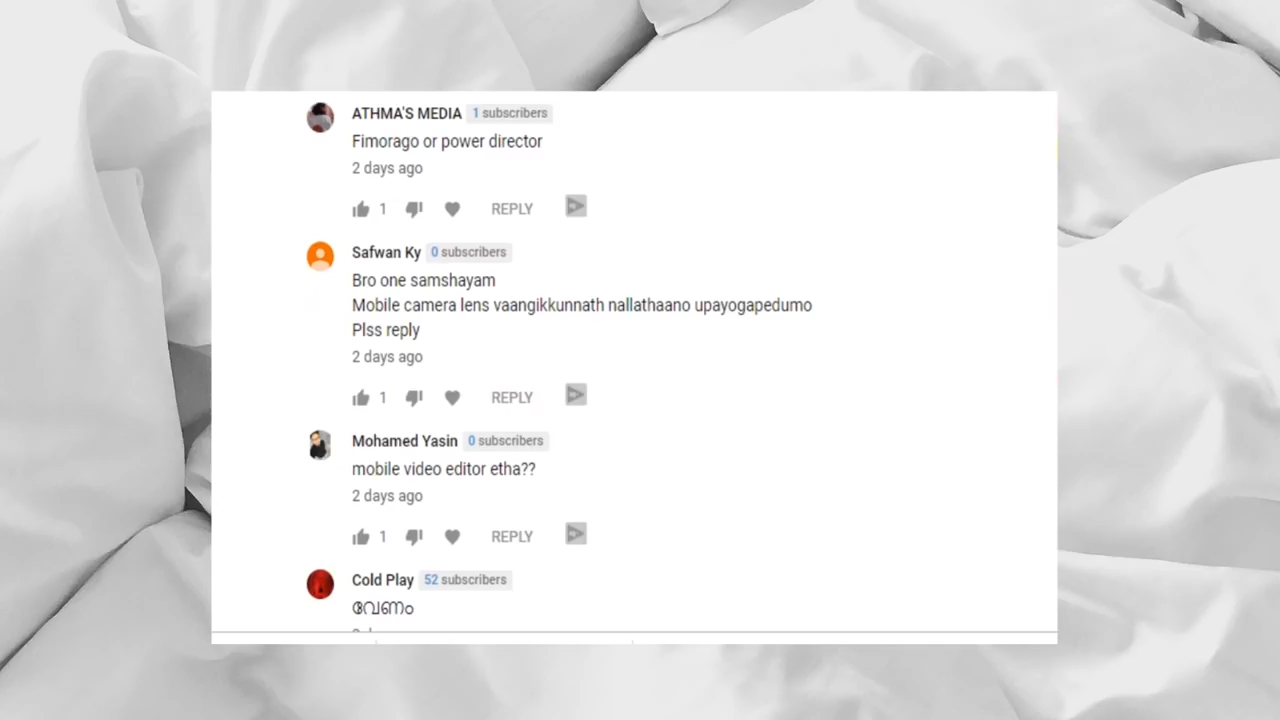 ATHMA'S MEDIA 1 subscribers
Fimorago or power director
2 days ago
1 REPLY
Safwan Ky 0 subscribers
Bro one samshayam
Mobile camera lens vaangikkunnath nallathaano upayogapedumo
Plss reply
2 days ago
1 REPLY
Mohamed Yasin 0 subscribers
mobile video editor etha??
2 days ago
1 REPLY
Cold Play 52 subscribers
വേണം